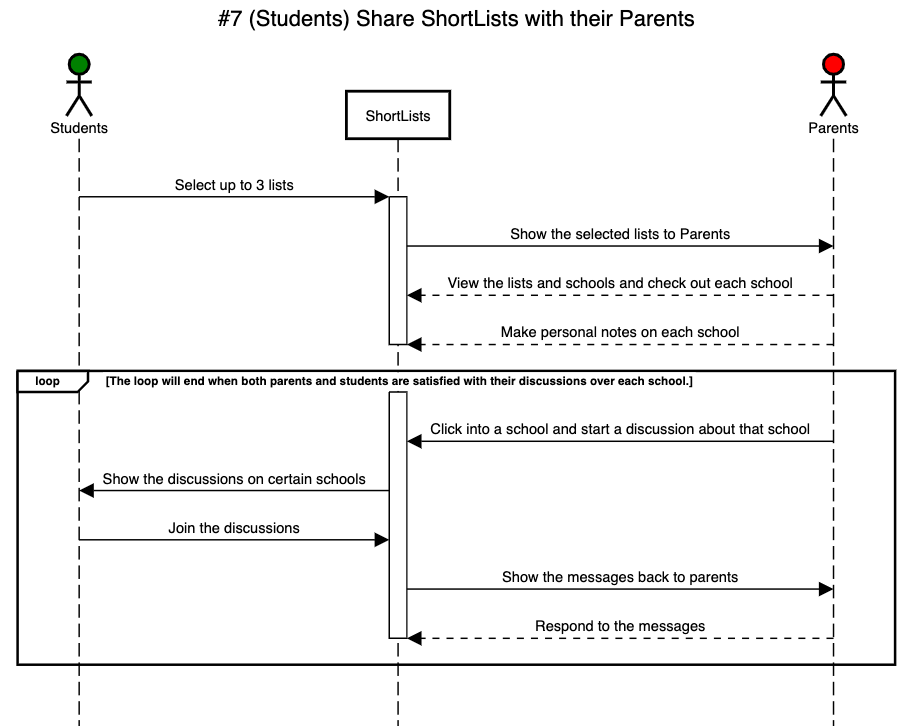 #7 (Students) Share ShortLists with their Parents
Students
ShortLists
Parents
Select up to 3 lists
Show the selected lists to Parents
View the lists and schools and check out each school
Make personal notes on each school
loop
[The loop will end when both parents and students are satisfied with their discussions over each school.]
Click into a school and start a discussion about that school
Show the discussions on certain schools
Join the discussions
Show the messages back to parents
Respond to the messages